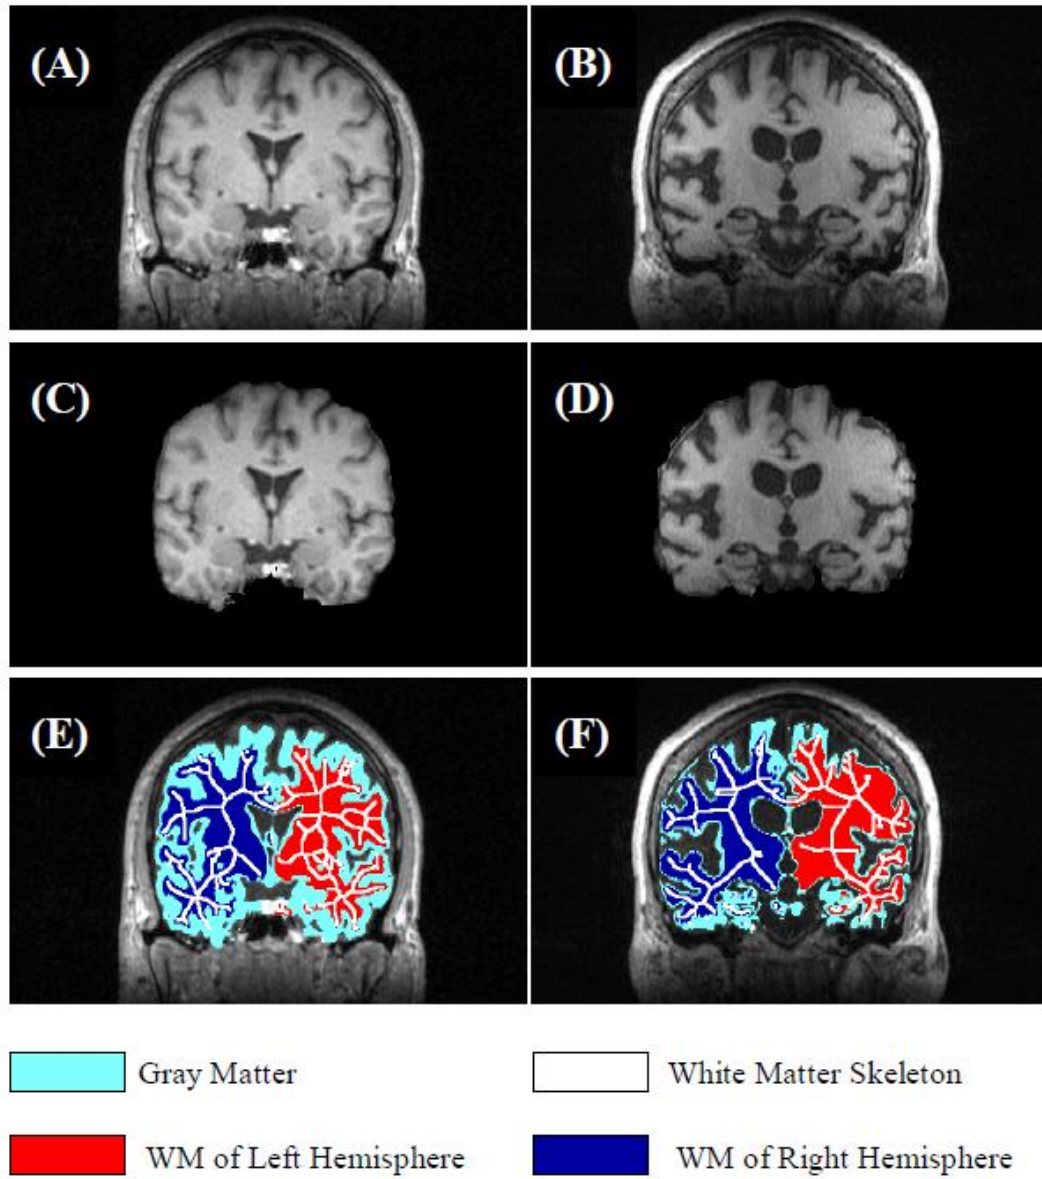 (A)
(B)
(C)
(D)
(E)
(F)
Gray Matter
White Matter Skeleton
WM of Left Hemisphere
WM of Right Hemisphere